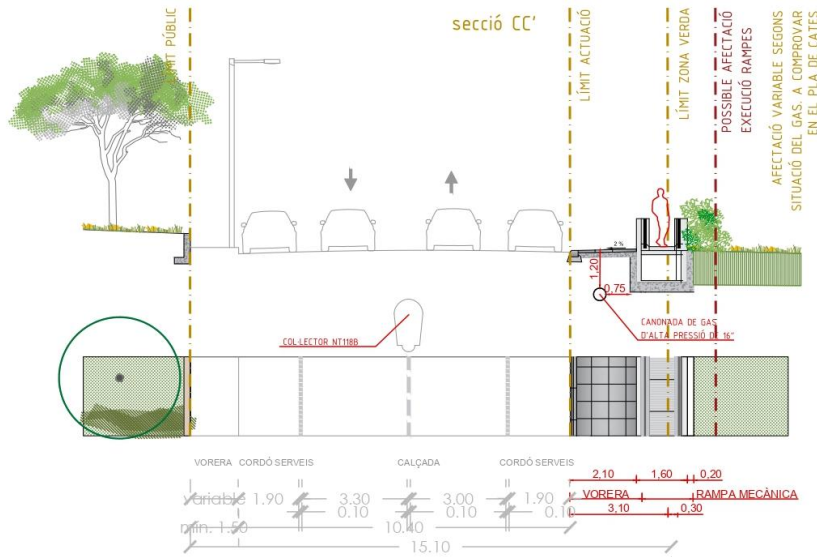 secció CC'
LÍMIT PÚBLIC
LÍMIT ACTUACIÓ
LÍMIT ZONA VERDA
POSSIBLE AFECTACIÓ
EXECUCIÓ RAMPES
AFECTACIÓ VARIABLE SEGONS
SITUACIÓ DEL GAS. A COMPROVAR
EN EL PLA DE CATES
2 %
1,20
0,75
CANONADA DE GAS
D'ALTA PRESSIÓ DE 16"
COL·LECTOR NT118B
VORERA CORDÓ SERVEIS CALÇADA CORDÓ SERVEIS
variable 1.90 3.30 3.00 1.90
0.10 0.10 0.10
min. 1.50 10.40
15.10
2,10 1,60 0,20
VORERA RAMPA MECÀNICA
3,10 0,30